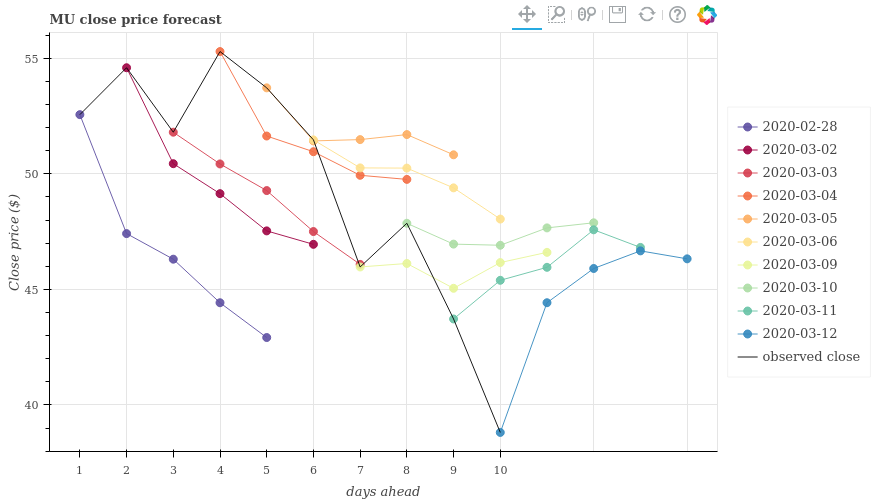 MU close price forecast
55
50
45
40
Close price ($)
1 2 3 4 5 6 7 8 9 10
days ahead
2020-02-28
2020-03-02
2020-03-03
2020-03-04
2020-03-05
2020-03-06
2020-03-09
2020-03-10
2020-03-11
2020-03-12
observed close